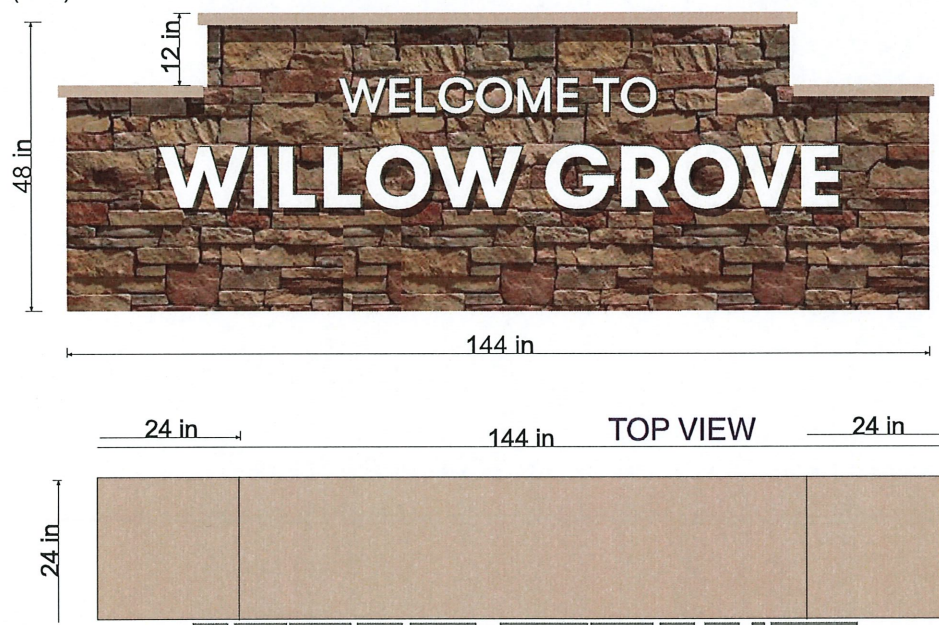 12 in
48 in
WELCOME TO
WILLOW GROVE
144 in
24 in
144 in
TOP VIEW
24 in
24 in